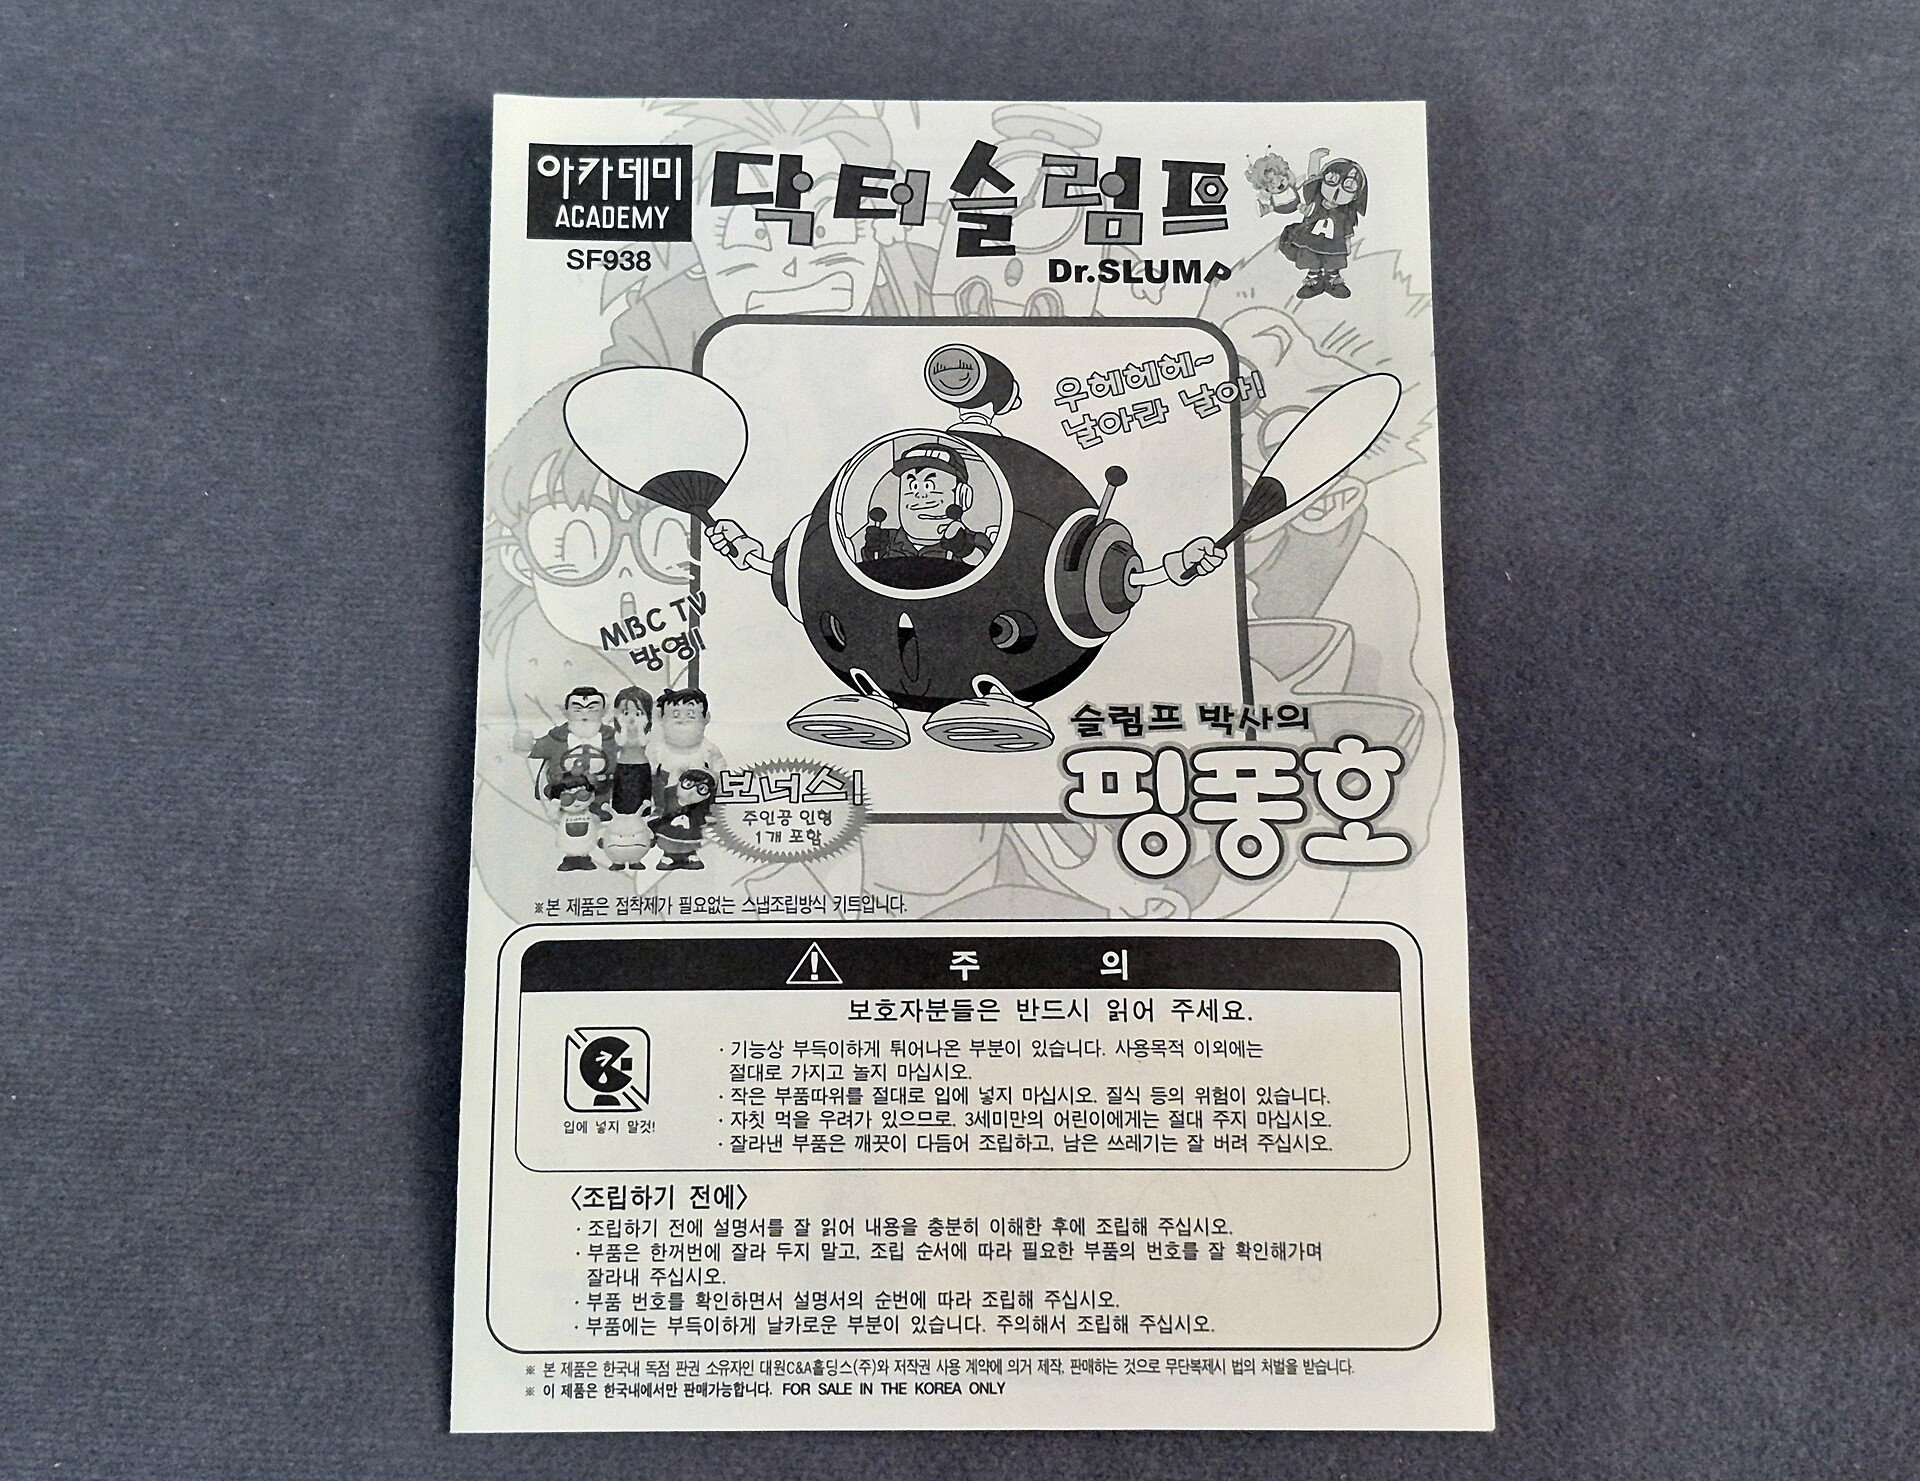 아카데미
ACADEMY
SF938
닥터슬럼프
Dr.SLUMP
우헤헤헤~
날아라 날아!
MBC TV
방영!!
보너스!
주인공 인형
1개 포함
슬럼프 박사의
핑퐁호
※본 제품은 접착제가 필요없는 스냅조립방식 키트입니다.
주 의
보호자분들은 반드시 읽어 주세요.
입에 넣지 말것!
· 기능상 부득이하게 튀어나온 부분이 있습니다. 사용목적 이외에는
절대로 가지고 놀지 마십시오.
· 작은 부품따위를 절대로 입에 넣지 마십시오. 질식 등의 위험이 있습니다.
· 자칫 먹을 우려가 있으므로, 3세미만의 어린이에게는 절대 주지 마십시오.
· 잘라낸 부품은 깨끗이 다듬어 조립하고, 남은 쓰레기는 잘 버려 주십시오.
〈조립하기 전에〉
· 조립하기 전에 설명서를 잘 읽어 내용을 충분히 이해한 후에 조립해 주십시오.
· 부품은 한꺼번에 잘라 두지 말고, 조립 순서에 따라 필요한 부품의 번호를 잘 확인해가며
잘라내 주십시오.
· 부품 번호를 확인하면서 설명서의 순번에 따라 조립해 주십시오.
· 부품에는 부득이하게 날카로운 부분이 있습니다. 주의해서 조립해 주십시오.
※ 본 제품은 한국내 독점 판권 소유자인 대원C&A홀딩스(주)와 저작권 사용 계약에 의거 제작, 판매하는 것으로 무단복제시 법의 처벌을 받습니다.
※ 이 제품은 한국내에서만 판매가능합니다. FOR SALE IN THE KOREA ONLY